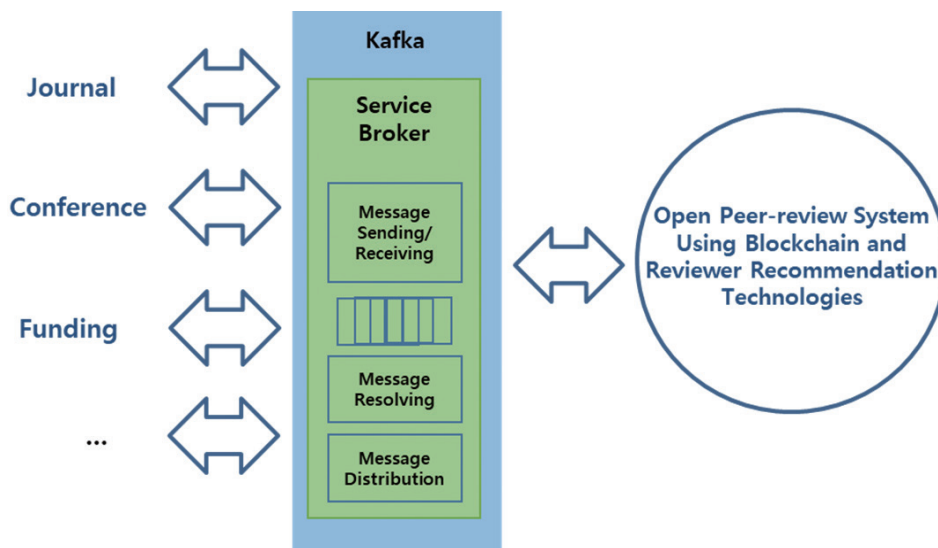 Journal
Conference
Funding
...
Kafka
Service
Broker
Message
Sending/
Receiving
Message
Resolving
Message
Distribution
Open Peer-review System
Using Blockchain and
Reviewer Recommendation
Technologies